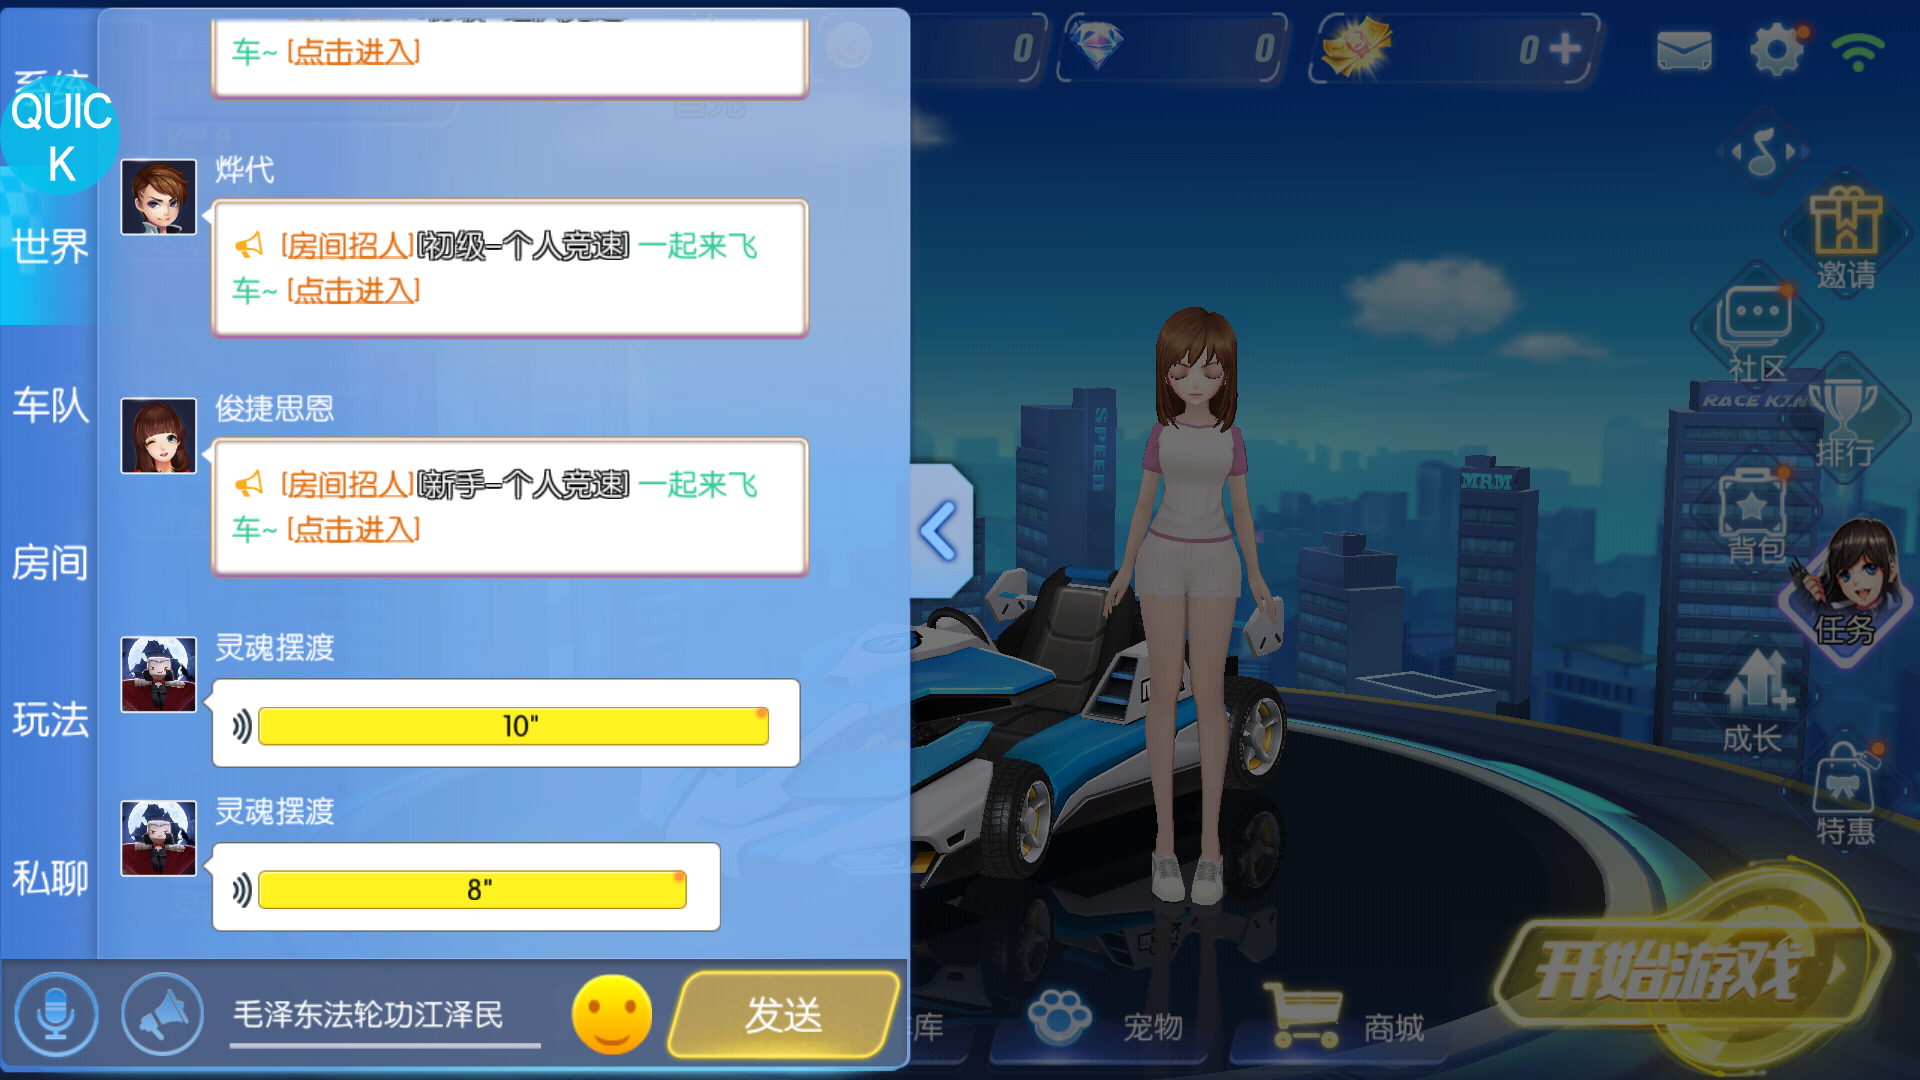 系统
QUIC
K
世界
车队
房间
玩法
私聊
车~ [点击进入]
烨代
[房间招人][初级-个人竞速] 一起来飞
车~ [点击进入]
俊捷思恩
[房间招人][新手-个人竞速] 一起来飞
车~ [点击进入]
灵魂摆渡
10"
灵魂摆渡
8"
毛泽东法轮功江泽民
发送
0
0
0
邀请
社区
RACE KING
排行
SPEED
MRM
背包
任务
成长
特惠
开始游戏
库
宠物
商城